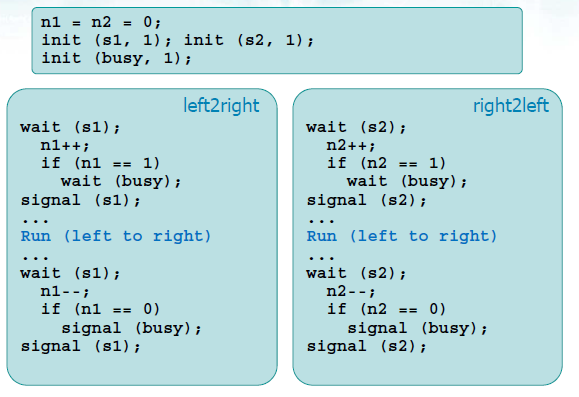 n1 = n2 = 0;
init (s1, 1); init (s2, 1);
init (busy, 1);
left2right
wait (s1);
n1++;
if (n1 == 1)
wait (busy);
signal (s1);
...
Run (left to right)
...
wait (s1);
n1--;
if (n1 == 0)
signal (busy);
signal (s1);
right2left
wait (s2);
n2++;
if (n2 == 1)
wait (busy);
signal (s2);
...
Run (left to right)
...
wait (s2);
n2--;
if (n2 == 0)
signal (busy);
signal (s2);